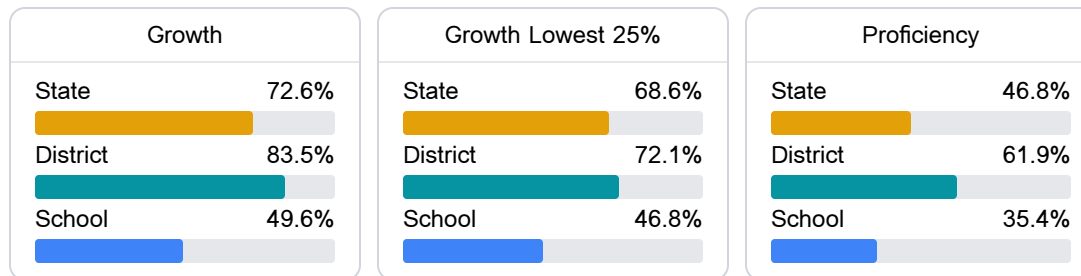 Growth
State 72.6%
District 83.5%
School 49.6%
Growth Lowest 25%
State 68.6%
District 72.1%
School 46.8%
Proficiency
State 46.8%
District 61.9%
School 35.4%